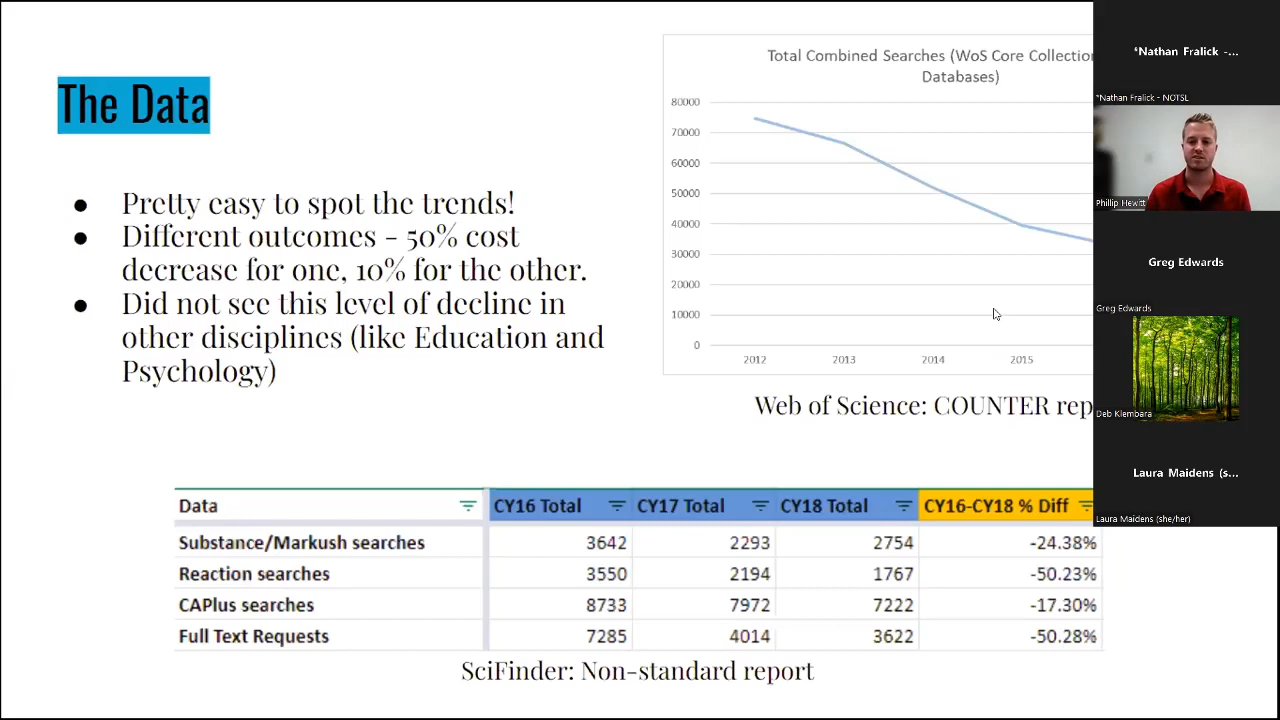 The Data
Pretty easy to spot the trends!
Different outcomes - 50% cost
decrease for one, 10% for the other.
Did not see this level of decline in
other disciplines (like Education and
Psychology)
Total Combined Searches (WoS Core Collection
Databases)
80000
70000
60000
50000
40000
30000
20000
10000
0
2012 2013 2014 2015
Web of Science: COUNTER rep
Data CY16 Total CY17 Total CY18 Total CY16-CY18 % Diff
Substance/Markush searches 3642 2293 2754 -24.38%
Reaction searches 3550 2194 1767 -50.23%
CAPlus searches 8733 7972 7222 -17.30%
Full Text Requests 7285 4014 3622 -50.28%
SciFinder: Non-standard report
*Nathan Fralick -...
*Nathan Fralick - NOTSL
Phillip Hewitt
Greg Edwards
Greg Edwards
Deb Klembara
Laura Maidens (s...
Laura Maidens (she/her)